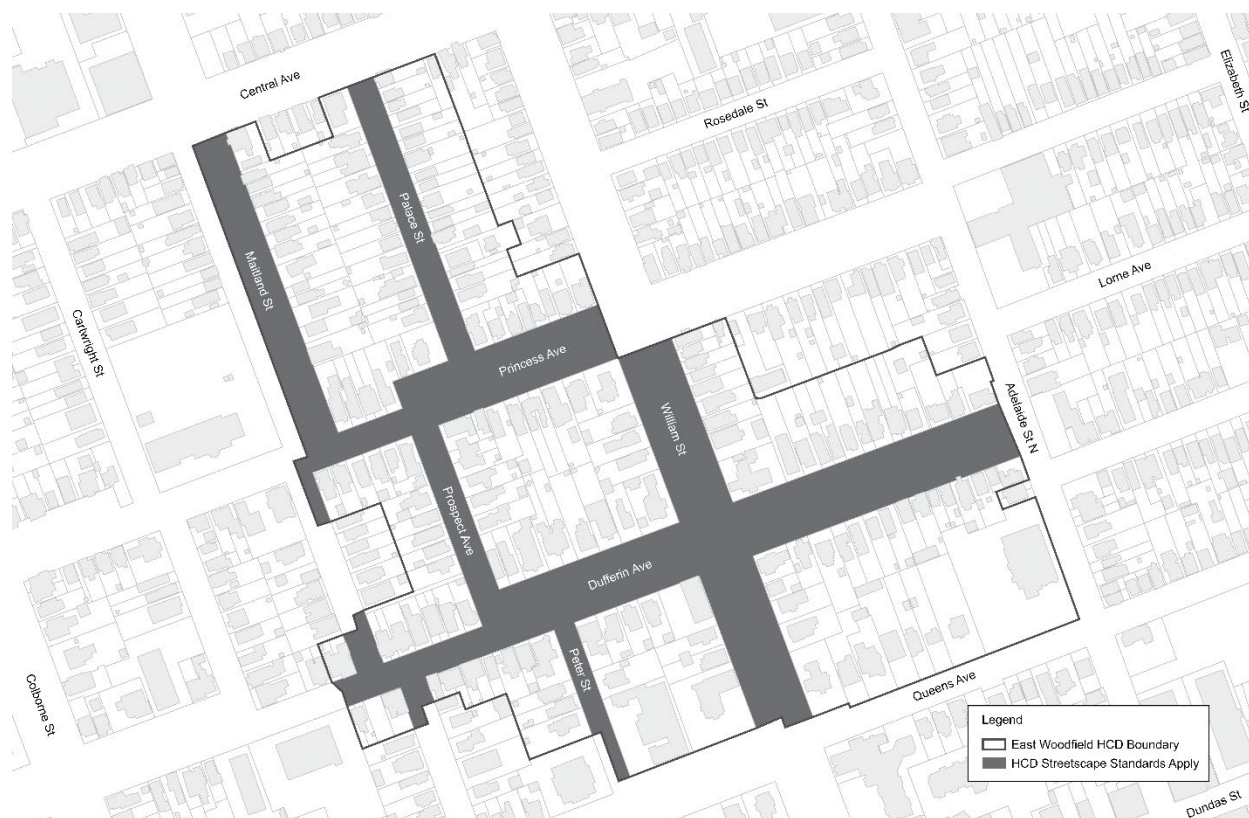 Central Ave
Elizabeth St
Rosedale St
Palace St
Maitland St
Lorne Ave
Cartwright St
Princess Ave
Adelaide St N
William St
Prospect Ave
Dufferin Ave
Peter St
Colborne St
Queens Ave
Legend
East Woodfield HCD Boundary
HCD Streetscape Standards Apply
Dundas St